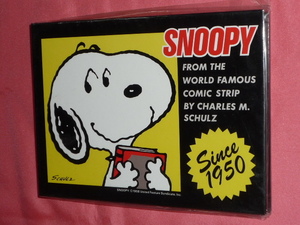 SNOOPY
FROM THE
WORLD FAMOUS
COMIC STRIP
BY CHARLES M.
SCHULZ
Since
1950
Schulz